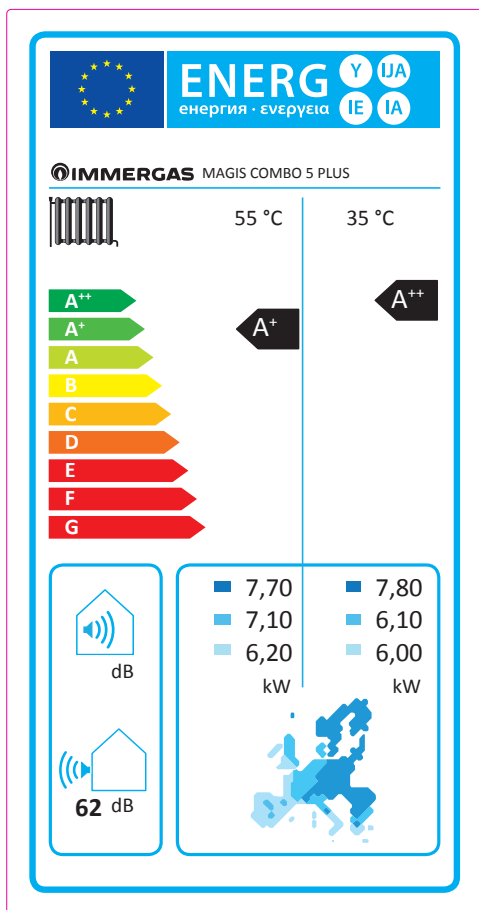 ENERG Y IJA
енергия · ενεργεια IE IA
IMMERGAS MAGIS COMBO 5 PLUS
55 °C 35 °C
A++
A+
A
B
C
D
E
F
G
A+
A++
dB
62 dB
7,70 7,80
7,10 6,10
6,20 6,00
kW kW